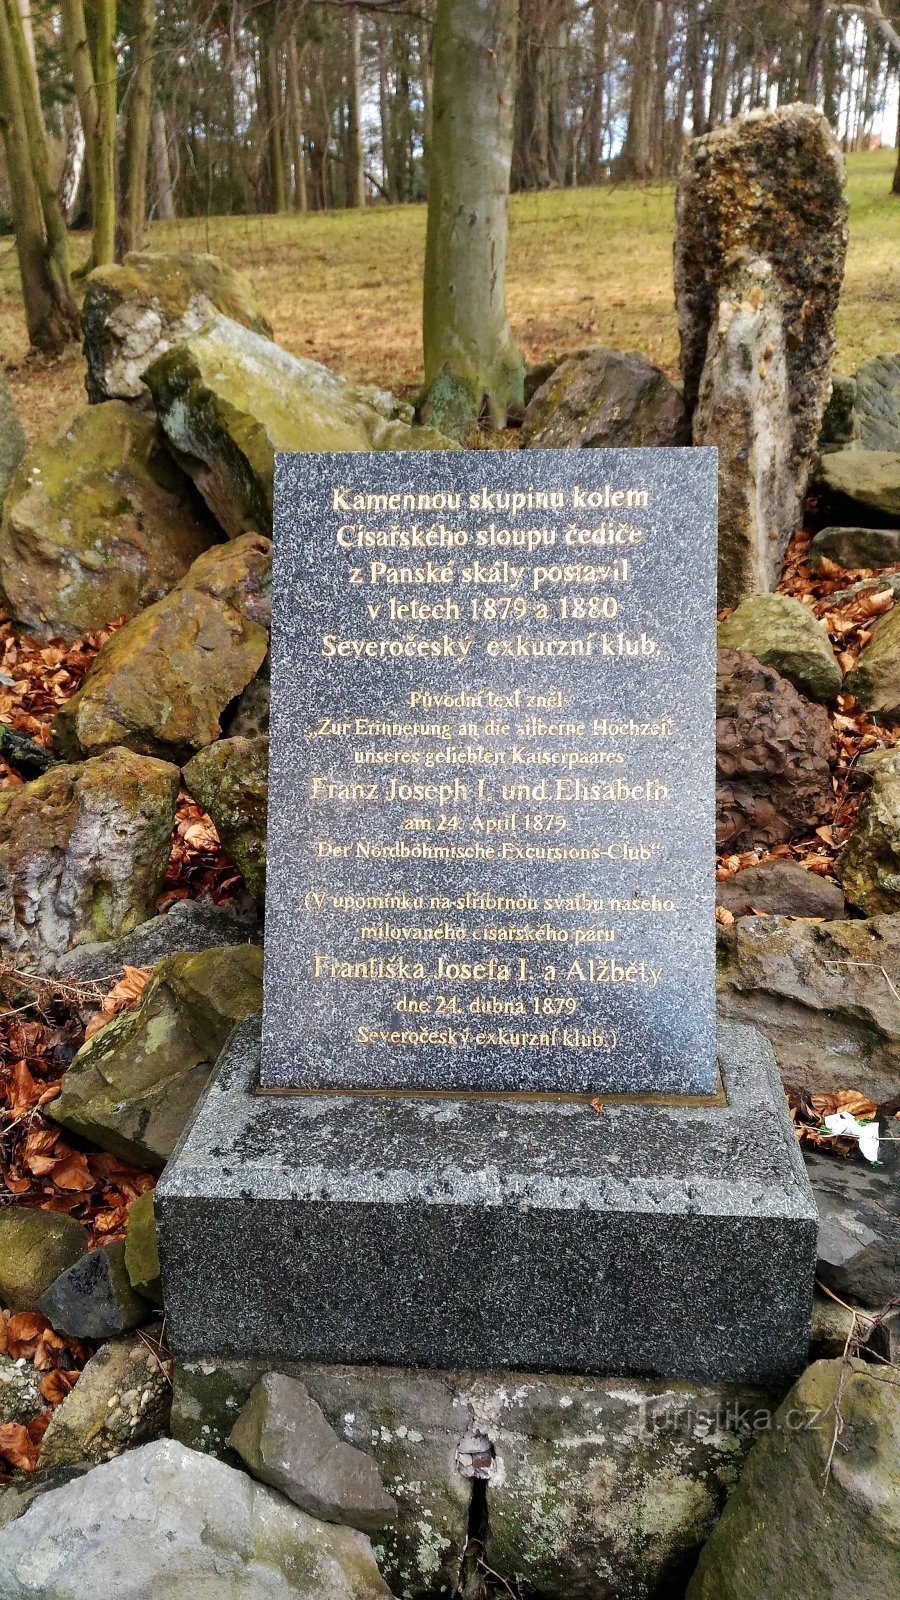 Kamennou skupinu kolem
Císařského sloupu čediče
z Panské skály postavil
v letech 1879 a 1880
Severočeský exkurzní klub.
Původní text zněl:
„Zur Erinnerung an die silberne Hochzeit
unseres geliebten Kaiserpaares
Franz Joseph I. und Elisabeth
am 24. April 1879.
Der Nordböhmische Excursions-Club“
(V upomínku na stříbrnou svatbu našeho
milovaného císařského páru
Františka Josefa I. a Alžběty
dne 24. dubna 1879
Severočeský exkurzní klub.)
Turistika.cz